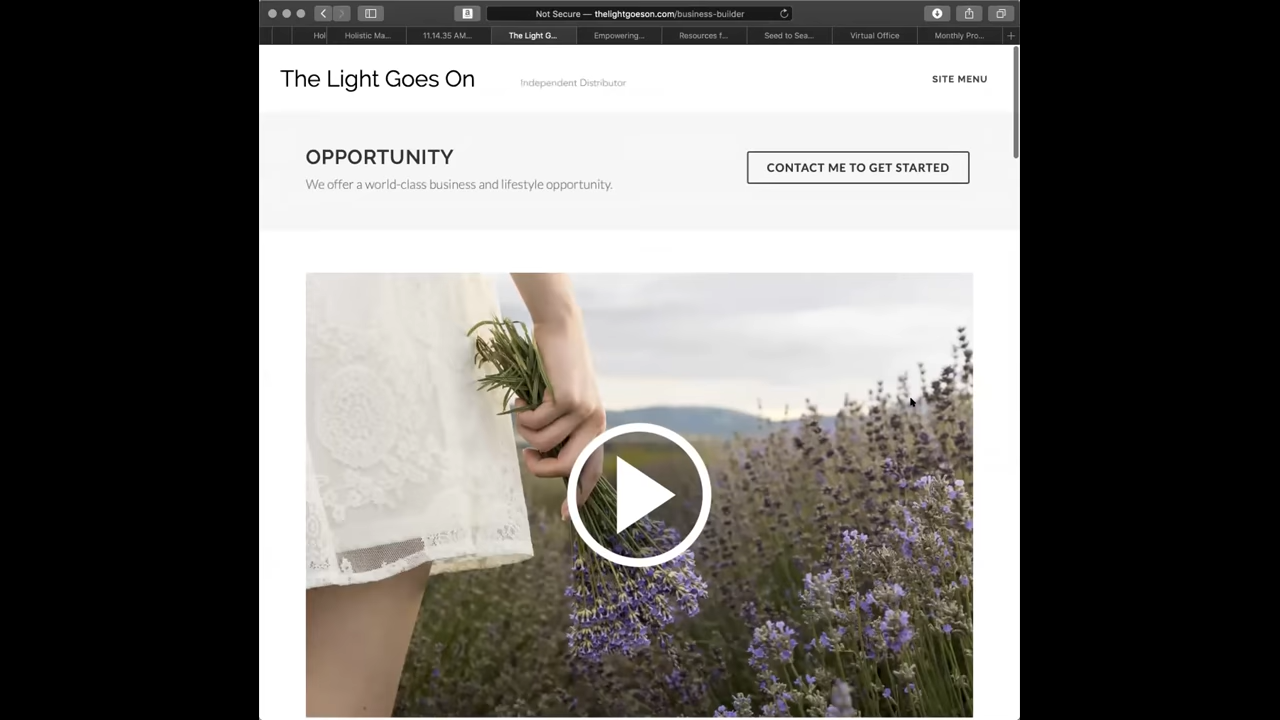 Not Secure — thelightgoeson.com/business-builder
Hol
Holistic Ma...
11.14.35 AM...
The Light G...
Empowering...
Resources f...
Seed to Sea...
Virtual Office
Monthly Pro...
The Light Goes On
Independent Distributor
SITE MENU
OPPORTUNITY
We offer a world-class business and lifestyle opportunity.
CONTACT ME TO GET STARTED